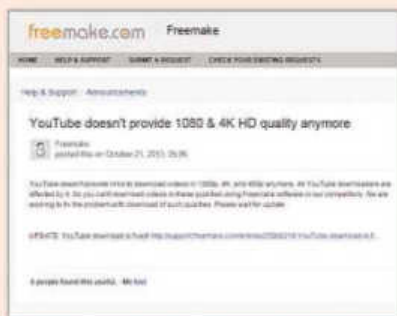 freemake.com Freemake
HOME HELP & SUPPORT SUBMIT A REQUEST CHECK YOUR EXISTING REQUESTS
Help & Support Announcements
YouTube doesn't provide 1080 & 4K HD quality anymore
Freemake
posted this on October 21, 2013,
YouTube doesn't provide links to download videos in 1080p, 4K, and 480p anymore. All YouTube downloaders are
affected by it. So you can't download videos in these qualities using Freemake software or our competitors. We are
working to fix the problem with download of such qualities. Please wait for update.
UPDATE: YouTube download is fixed!
people found this useful. Me too!